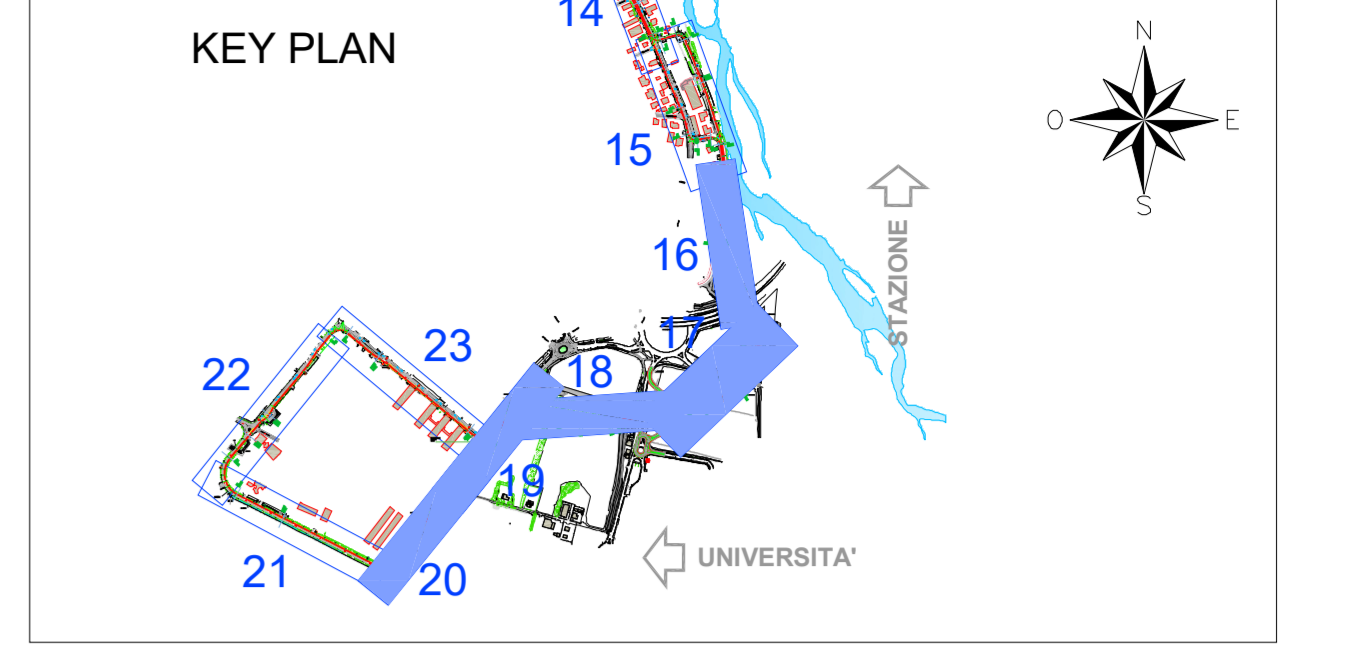 14
KEY PLAN
N
O
E
S
15
STAZIONE
16
17
23
22
18
19
UNIVERSITA'
21
20